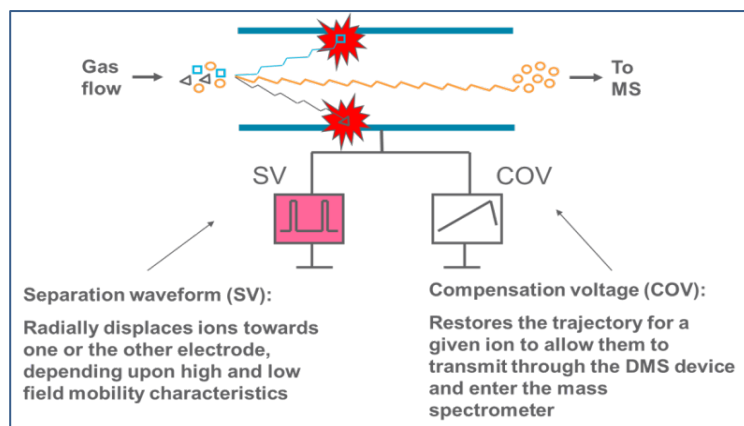 Gas
flow
To
MS
SV
COV
Separation waveform (SV):
Radially displaces ions towards
one or the other electrode,
depending upon high and low
field mobility characteristics
Compensation voltage (COV):
Restores the trajectory for a
given ion to allow them to
transmit through the DMS device
and enter the mass
spectrometer